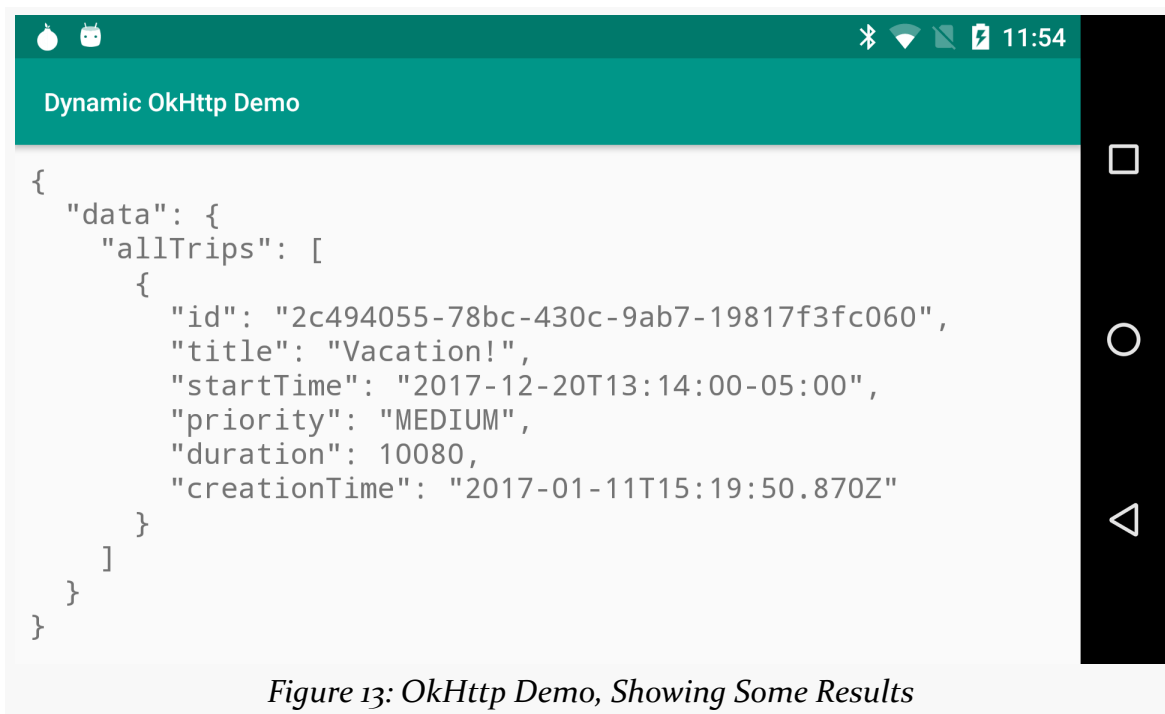 11:54
Dynamic OkHttp Demo
{
  "data": {
    "allTrips": [
      {
        "id": "2c494055-78bc-430c-9ab7-19817f3fc060",
        "title": "Vacation!",
        "startTime": "2017-12-20T13:14:00-05:00",
        "priority": "MEDIUM",
        "duration": 10080,
        "creationTime": "2017-01-11T15:19:50.870Z"
      }
    ]
  }
}
Figure 13: OkHttp Demo, Showing Some Results